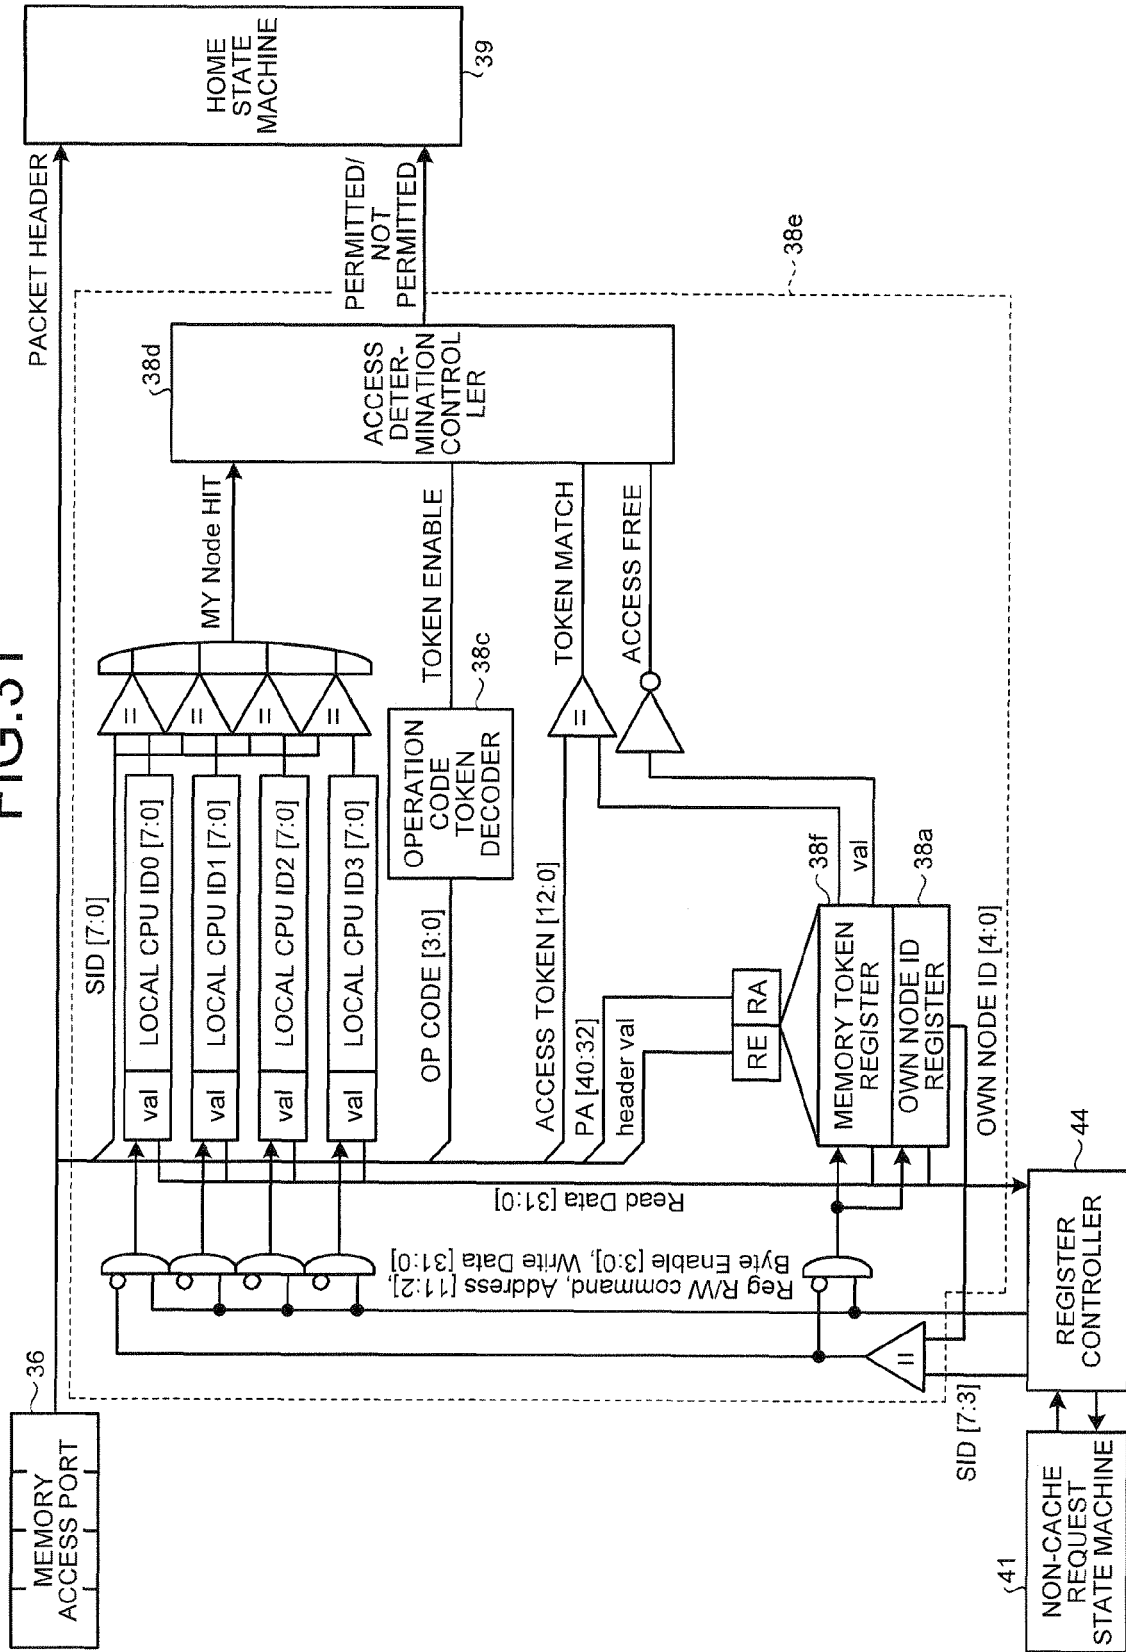 FIG.31
MEMORY
ACCESS PORT
36
PACKET HEADER
HOME
STATE
MACHINE
39
SID [7:0]
val
LOCAL CPU ID0 [7:0]
val
LOCAL CPU ID1 [7:0]
val
LOCAL CPU ID2 [7:0]
val
LOCAL CPU ID3 [7:0]
=
=
=
=
MY Node HIT
38d
ACCESS
DETER-
MINATION
CONTROL
LER
PERMITTED/
NOT
PERMITTED
38e
OP CODE [3:0]
OPERATION
CODE
TOKEN
DECODER
38c
TOKEN ENABLE
ACCESS TOKEN [12:0]
PA [40:32]
header val
=
TOKEN MATCH
ACCESS FREE
RE
RA
MEMORY TOKEN
REGISTER
38f
val
OWN NODE ID
REGISTER
38a
OWN NODE ID [4:0]
Read Data [31:0]
Reg R/W command, Address [11:2],
Byte Enable [3:0], Write Data [31:0]
=
SID [7:3]
41
NON-CACHE
REQUEST
STATE MACHINE
REGISTER
CONTROLLER
44